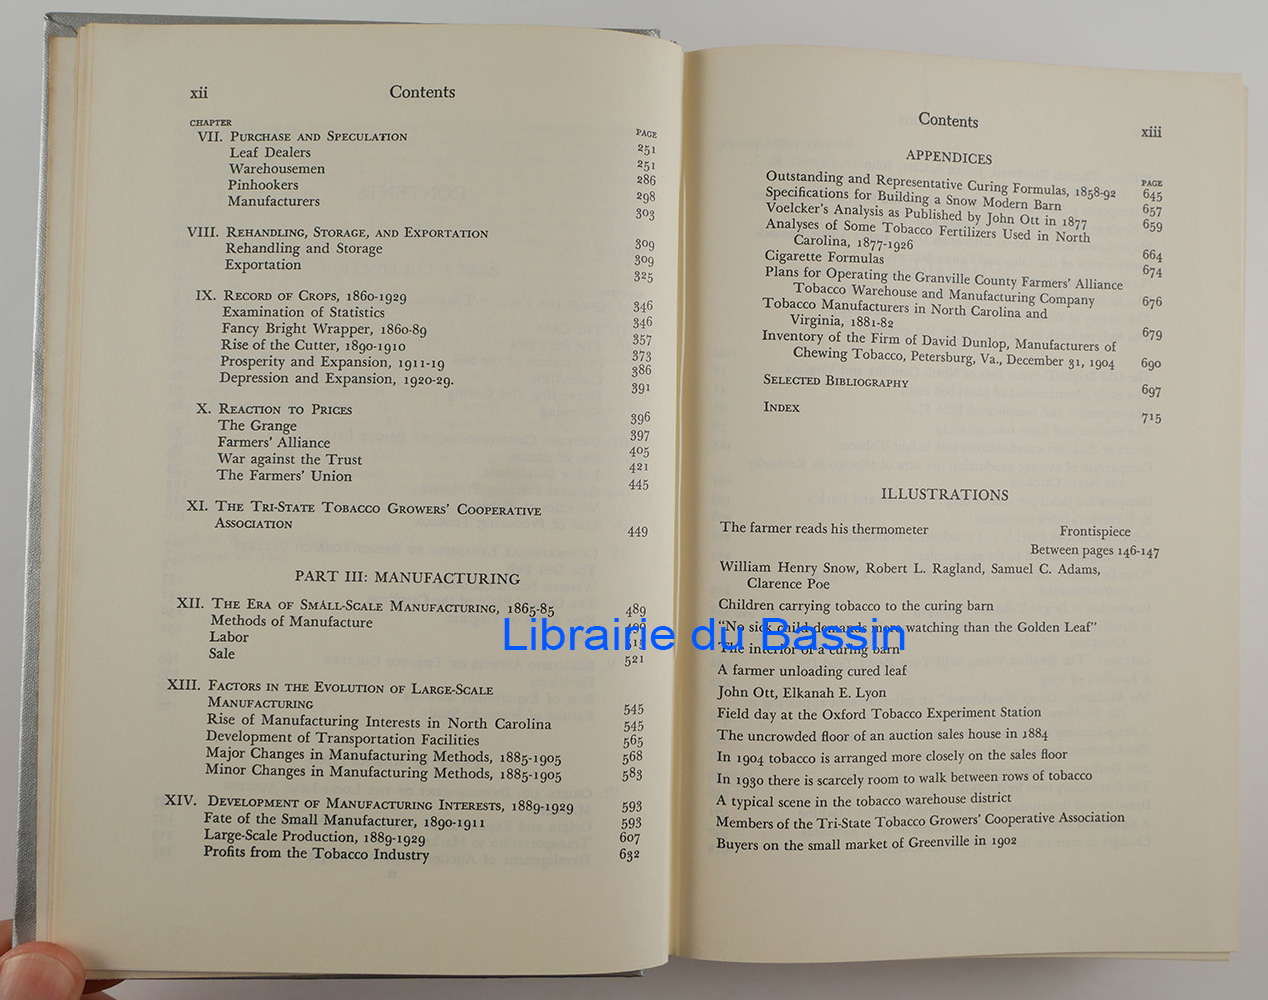 xii Contents
CHAPTER PAGE
VII. Purchase and Speculation 251
Leaf Dealers 251
Warehousemen 286
Pinhookers 298
Manufacturers 303
VIII. Rehandling, Storage, and Exportation 309
Rehandling and Storage 309
Exportation 325
IX. Record of Crops, 1860-1929 346
Examination of Statistics 346
Fancy Bright Wrapper, 1860-89 357
Rise of the Cutter, 1890-1910 373
Prosperity and Expansion, 1911-19 386
Depression and Expansion, 1920-29. 391
X. Reaction to Prices 396
The Grange 397
Farmers' Alliance 405
War against the Trust 421
The Farmers' Union 445
XI. The Tri-State Tobacco Growers' Cooperative
Association 449
PART III: MANUFACTURING
XII. The Era of Small-Scale Manufacturing, 1865-85 489
Methods of Manufacture 489
Labor 515
Sale 521
XIII. Factors in the Evolution of Large-Scale
Manufacturing 545
Rise of Manufacturing Interests in North Carolina 545
Development of Transportation Facilities 565
Major Changes in Manufacturing Methods, 1885-1905 568
Minor Changes in Manufacturing Methods, 1885-1905 583
XIV. Development of Manufacturing Interests, 1889-1929 593
Fate of the Small Manufacturer, 1890-1911 593
Large-Scale Production, 1889-1929 607
Profits from the Tobacco Industry 632
Contents xiii
APPENDICES
PAGE
Outstanding and Representative Curing Formulas, 1858-92 645
Specifications for Building a Snow Modern Barn 657
Voelcker's Analysis as Published by John Ott in 1877 659
Analyses of Some Tobacco Fertilizers Used in North
Carolina, 1877-1926 664
Cigarette Formulas 674
Plans for Operating the Granville County Farmers' Alliance
Tobacco Warehouse and Manufacturing Company 676
Tobacco Manufacturers in North Carolina and
Virginia, 1881-82 679
Inventory of the Firm of David Dunlop, Manufacturers of
Chewing Tobacco, Petersburg, Va., December 31, 1904 690
Selected Bibliography 697
Index 715
ILLUSTRATIONS
The farmer reads his thermometer Frontispiece
Between pages 146-147
William Henry Snow, Robert L. Ragland, Samuel C. Adams,
Clarence Poe
Children carrying tobacco to the curing barn
"No sick child demands more watching than the Golden Leaf"
The interior of a curing barn
A farmer unloading cured leaf
John Ott, Elkanah E. Lyon
Field day at the Oxford Tobacco Experiment Station
The uncrowded floor of an auction sales house in 1884
In 1904 tobacco is arranged more closely on the sales floor
In 1930 there is scarcely room to walk between rows of tobacco
A typical scene in the tobacco warehouse district
Members of the Tri-State Tobacco Growers' Cooperative Association
Buyers on the small market of Greenville in 1902
Librairie du Bassin